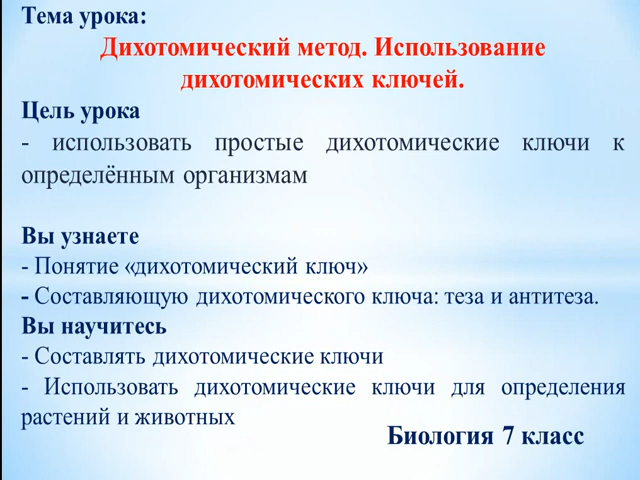 Тема урока:
Дихотомический метод. Использование
дихотомических ключей.
Цель урока
- использовать простые дихотомические ключи к
определённым организмам
Вы узнаете
- Понятие «дихотомический ключ»
- Составляющую дихотомического ключа: теза и антитеза.
Вы научитесь
- Составлять дихотомические ключи
- Использовать дихотомические ключи для определения
растений и животных
Биология 7 класс